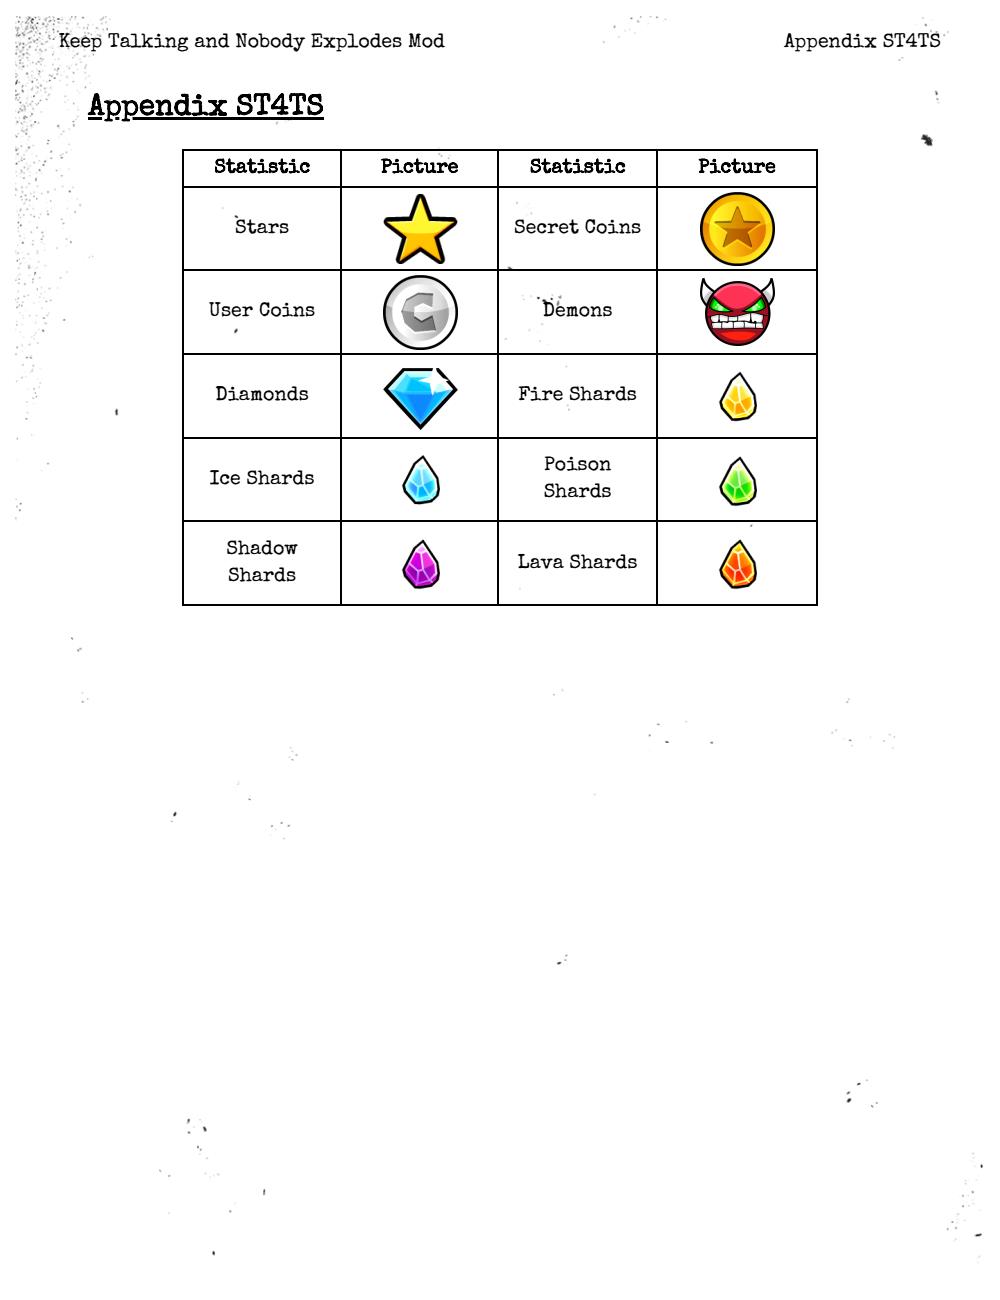 Keep Talking and Nobody Explodes Mod
Appendix ST4TS
Appendix ST4TS
Statistic Picture Statistic Picture
Stars Secret Coins
User Coins Demons
Diamonds Fire Shards
Ice Shards Poison
Shards
Shadow
Shards Lava Shards